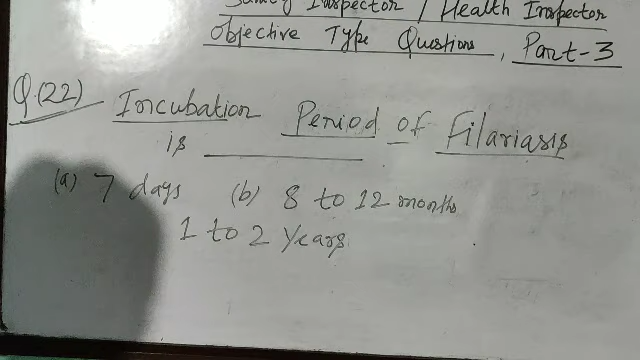 Sanitary Inspector / Health Inspector
Objective Type Questions, Part-3
Q.(22) Incubation Period of Filariasis
is
(a) 7 days (b) 8 to 12 months
1 to 2 Years